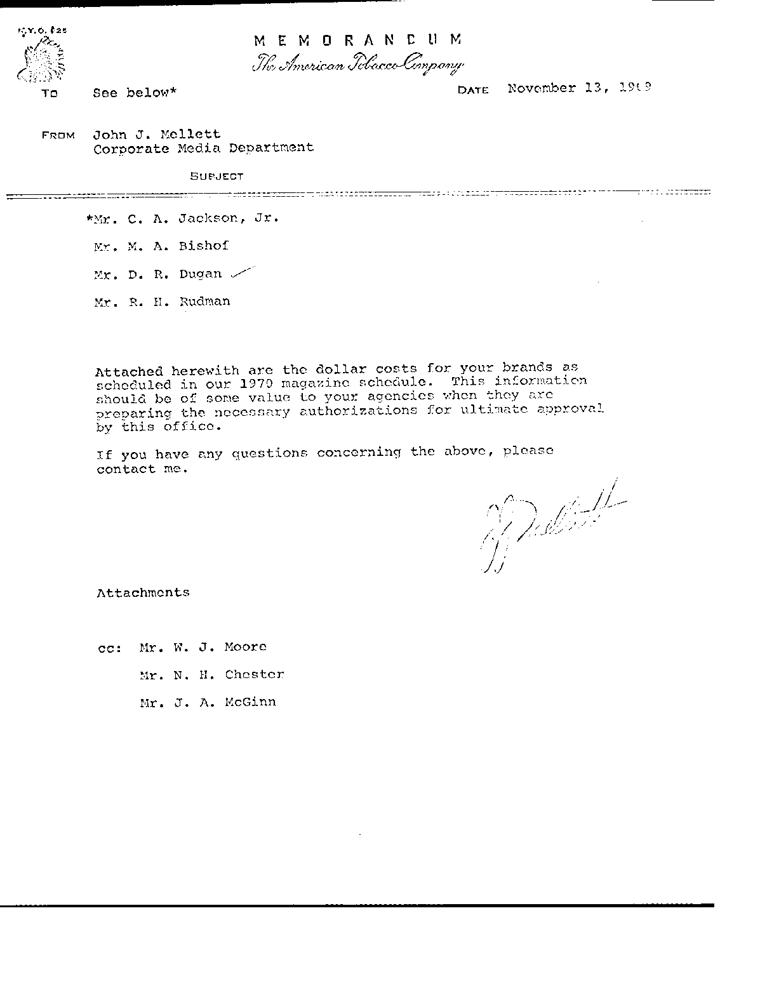 N.Y.O. #25
MEMORANDUM
The American Tobacco Company
TO See below*
DATE November 13, 1969
FROM John J. Mellett
Corporate Media Department
SUBJECT
*Mr. C. A. Jackson, Jr.
Mr. M. A. Bishof
Mr. D. R. Dugan
Mr. R. H. Rudman
Attached herewith are the dollar costs for your brands as
scheduled in our 1970 magazine schedule. This information
should be of some value to your agencies when they are
preparing the necessary authorizations for ultimate approval
by this office.
If you have any questions concerning the above, please
contact me.
JJMellett
Attachments
cc: Mr. W. J. Moore
Mr. N. H. Chester
Mr. J. A. McGinn